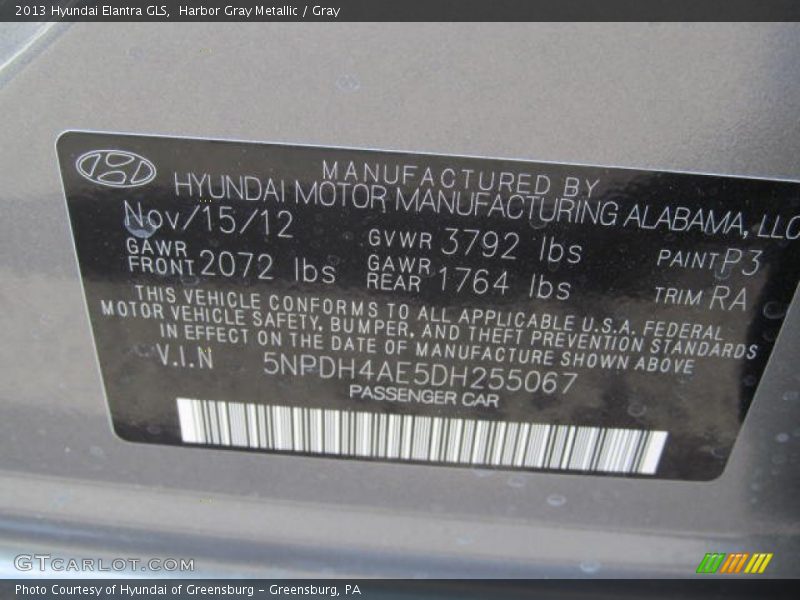 2013 Hyundai Elantra GLS,  Harbor Gray Metallic / Gray
MANUFACTURED BY
HYUNDAI MOTOR MANUFACTURING ALABAMA, LLC
Nov/15/12
GVWR 3792 lbs
PAINT P3
GAWR FRONT 2072 lbs
GAWR REAR 1764 lbs
TRIM RA
THIS VEHICLE CONFORMS TO ALL APPLICABLE U.S.A. FEDERAL
MOTOR VEHICLE SAFETY, BUMPER, AND THEFT PREVENTION STANDARDS
IN EFFECT ON THE DATE OF MANUFACTURE SHOWN ABOVE
V.I.N 5NPDH4AE5DH255067
PASSENGER CAR
GTCARLOT.COM
Photo Courtesy of Hyundai of Greensburg - Greensburg, PA